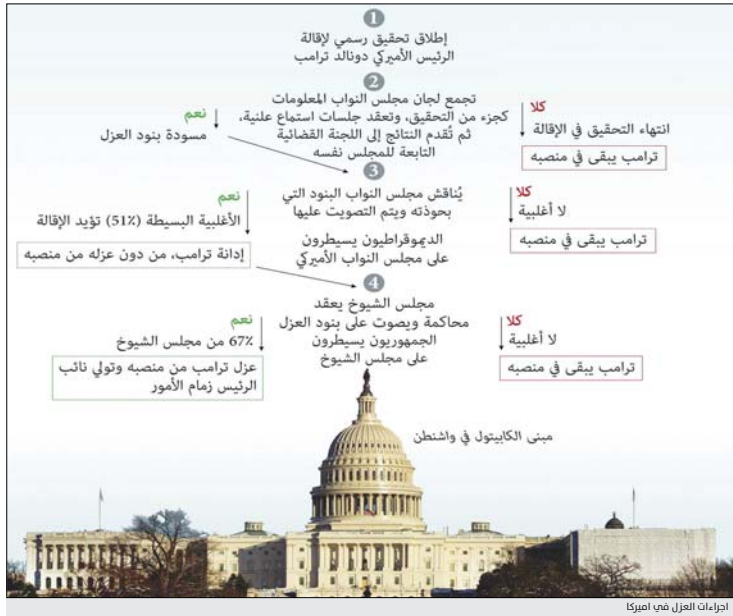 1
إطلاق تحقيق رسمي لإقالة
الرئيس الأميركي دونالد ترامب
2
تجمع لجان مجلس النواب المعلومات
كجزء من التحقيق، وتعقد جلسات استماع علنية،
ثم تُقدم النتائج إلى اللجنة القضائية
التابعة للمجلس نفسه
كلا
انتهاء التحقيق في الإقالة
ترامب يبقى في منصبه
نعم
مسودة بنود العزل
3
يُناقش مجلس النواب البنود التي
بحوذته ويتم التصويت عليها
الديموقراطيون يسيطرون
على مجلس النواب الأميركي
كلا
لا أغلبية
ترامب يبقى في منصبه
نعم
الأغلبية البسيطة (51٪) تؤيد الإقالة
إدانة ترامب، من دون عزله من منصبه
4
مجلس الشيوخ يعقد
محاكمة ويصوت على بنود العزل
الجمهوريون يسيطرون
على مجلس الشيوخ
كلا
لا أغلبية
ترامب يبقى في منصبه
نعم
67٪ من مجلس الشيوخ
عزل ترامب من منصبه وتولي نائب
الرئيس زمام الأمور
مبنى الكابيتول في واشنطن
اجراءات العزل في اميركا